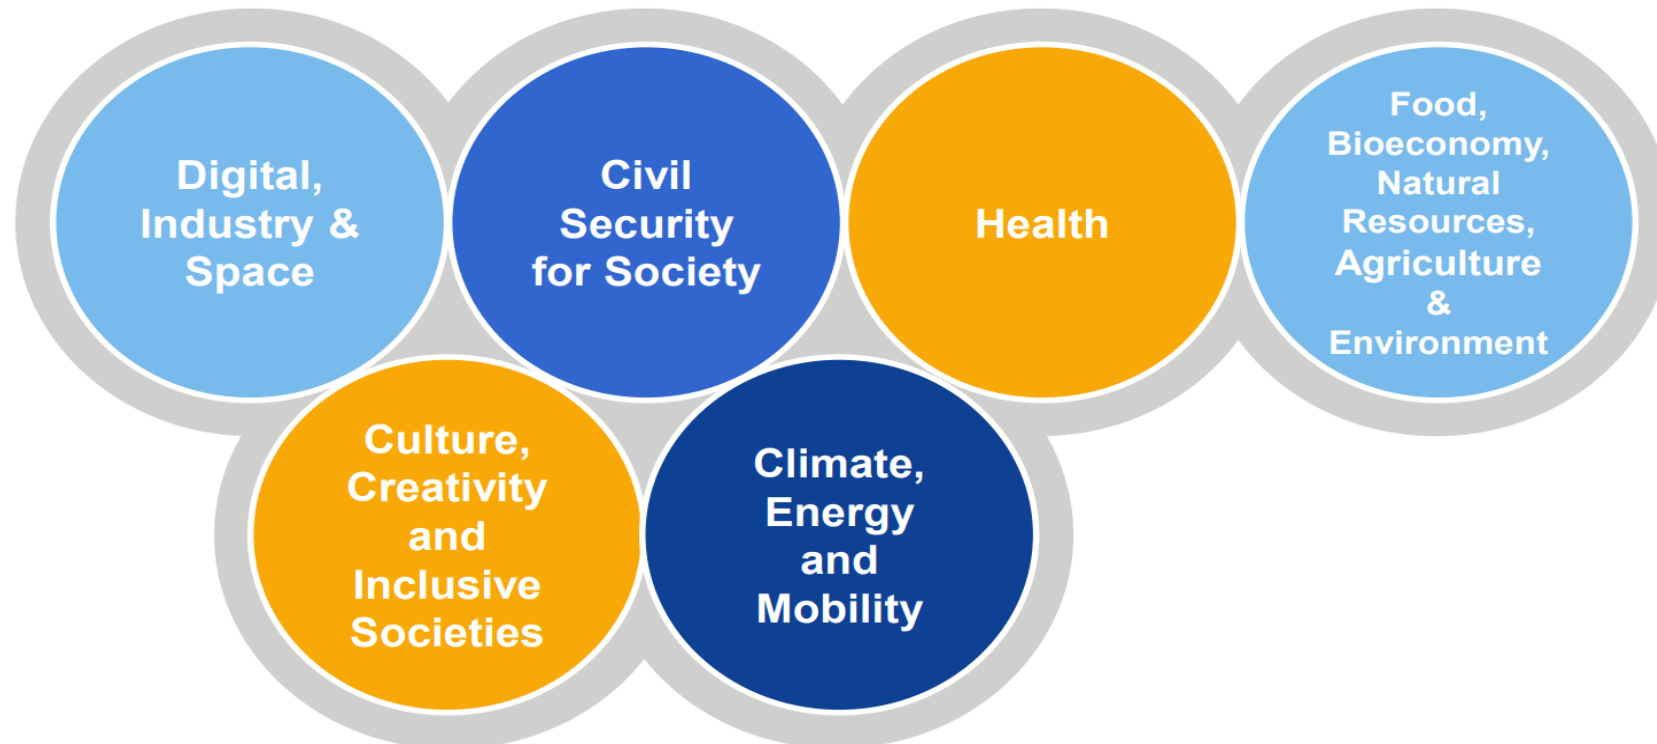 Digital,
Industry &
Space
Civil
Security
for Society
Health
Food,
Bioeconomy,
Natural
Resources,
Agriculture
&
Environment
Culture,
Creativity
and
Inclusive
Societies
Climate,
Energy
and
Mobility